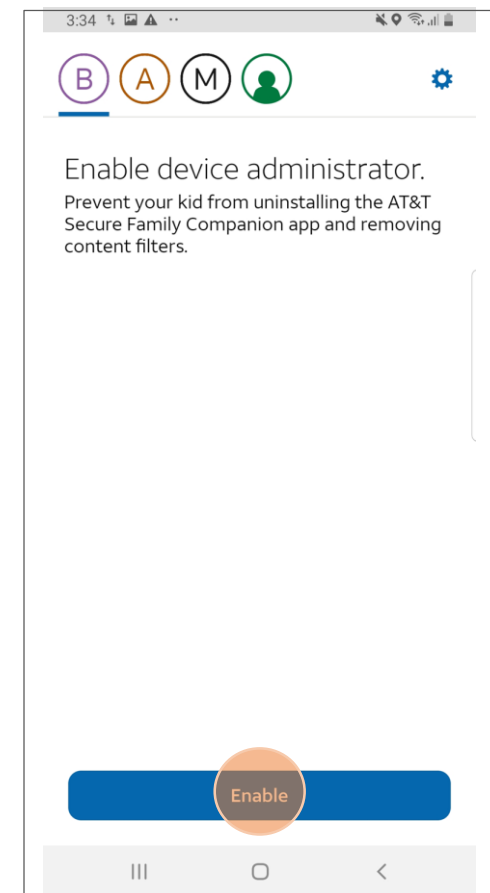 3:34
B A M
Enable device administrator.
Prevent your kid from uninstalling the AT&T
Secure Family Companion app and removing
content filters.
Enable